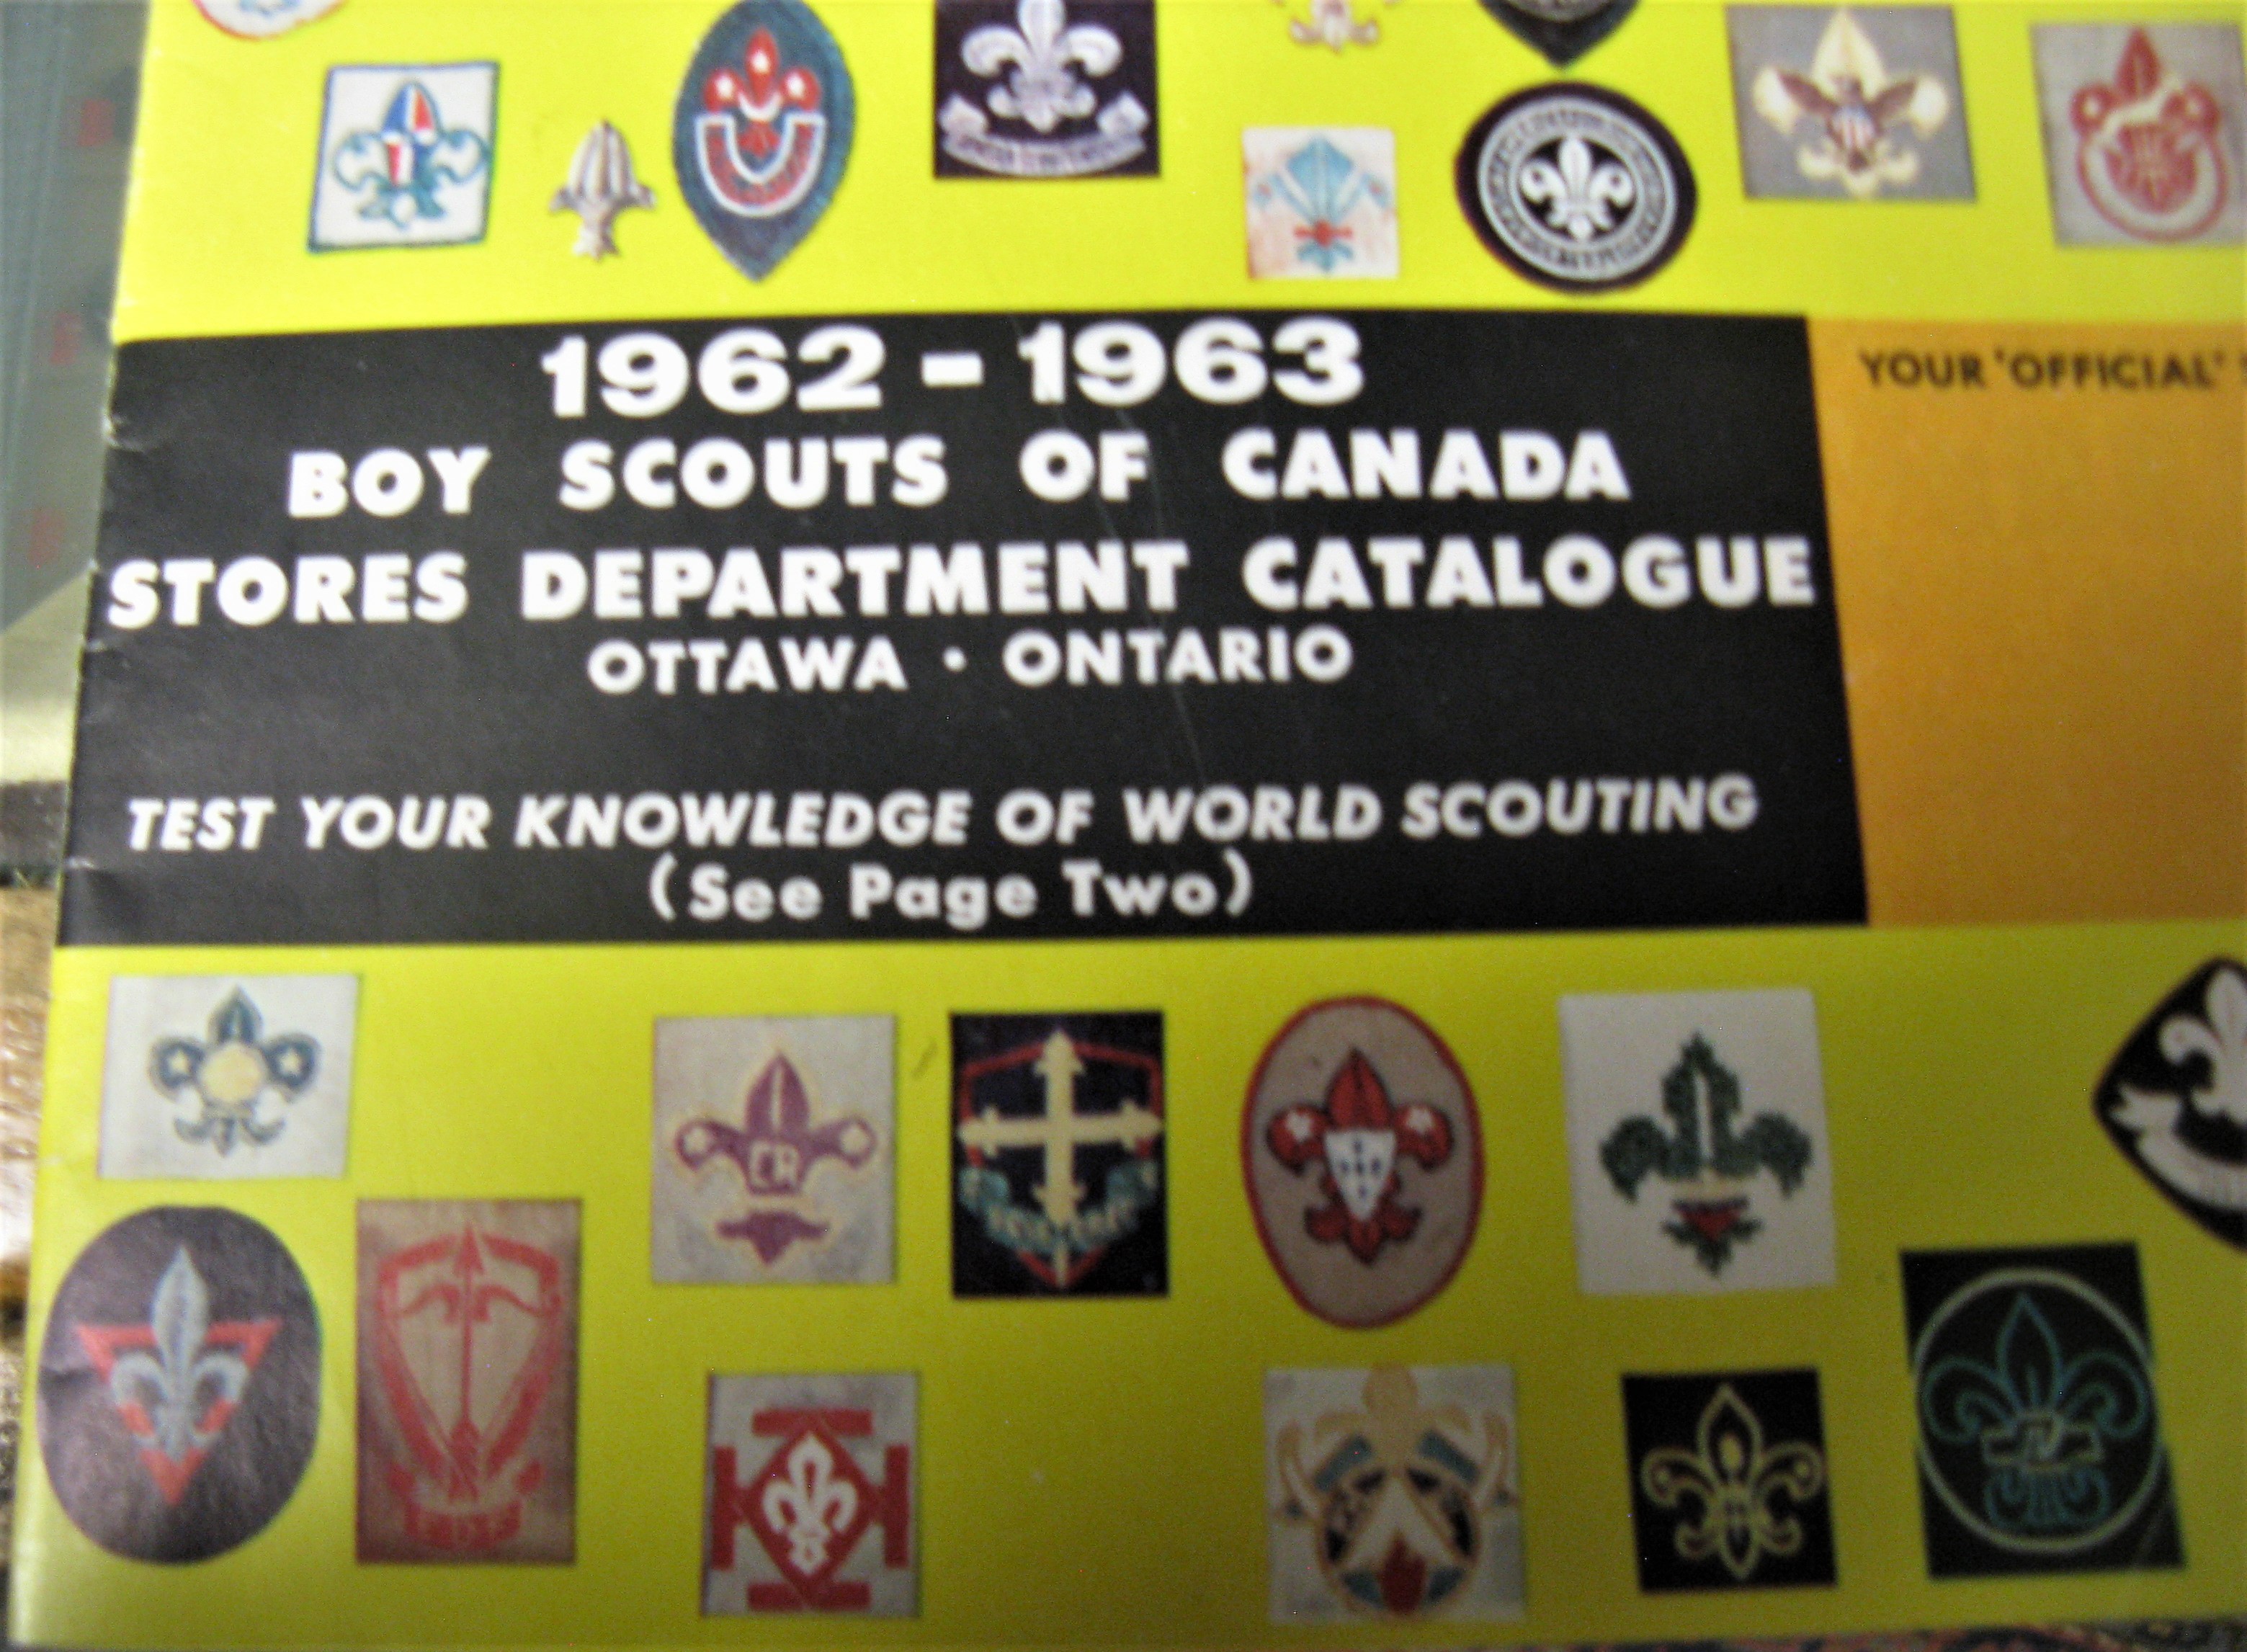 1962 - 1963
BOY SCOUTS OF CANADA
STORES DEPARTMENT CATALOGUE
OTTAWA · ONTARIO
TEST YOUR KNOWLEDGE OF WORLD SCOUTING
(See Page Two)
YOUR 'OFFICIAL'
ER